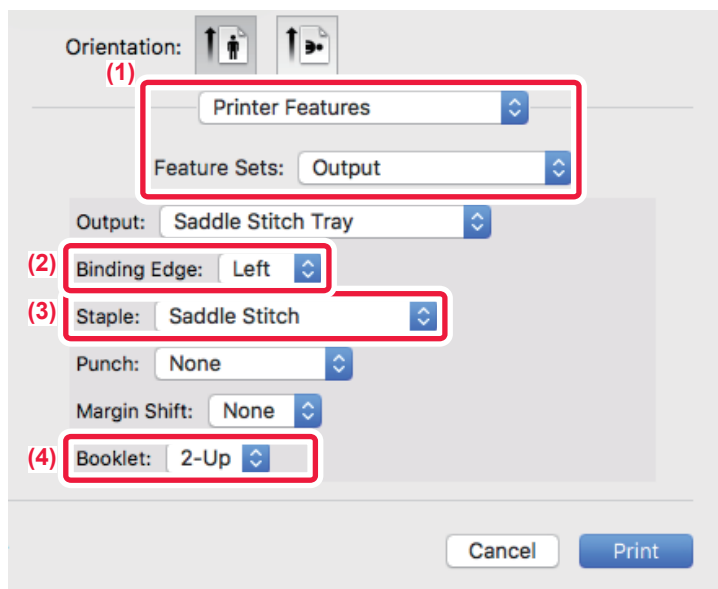 Orientation:
(1)
Printer Features
Feature Sets: Output
Output: Saddle Stitch Tray
(2) Binding Edge: Left
(3) Staple: Saddle Stitch
Punch: None
Margin Shift: None
(4) Booklet: 2-Up
Cancel Print